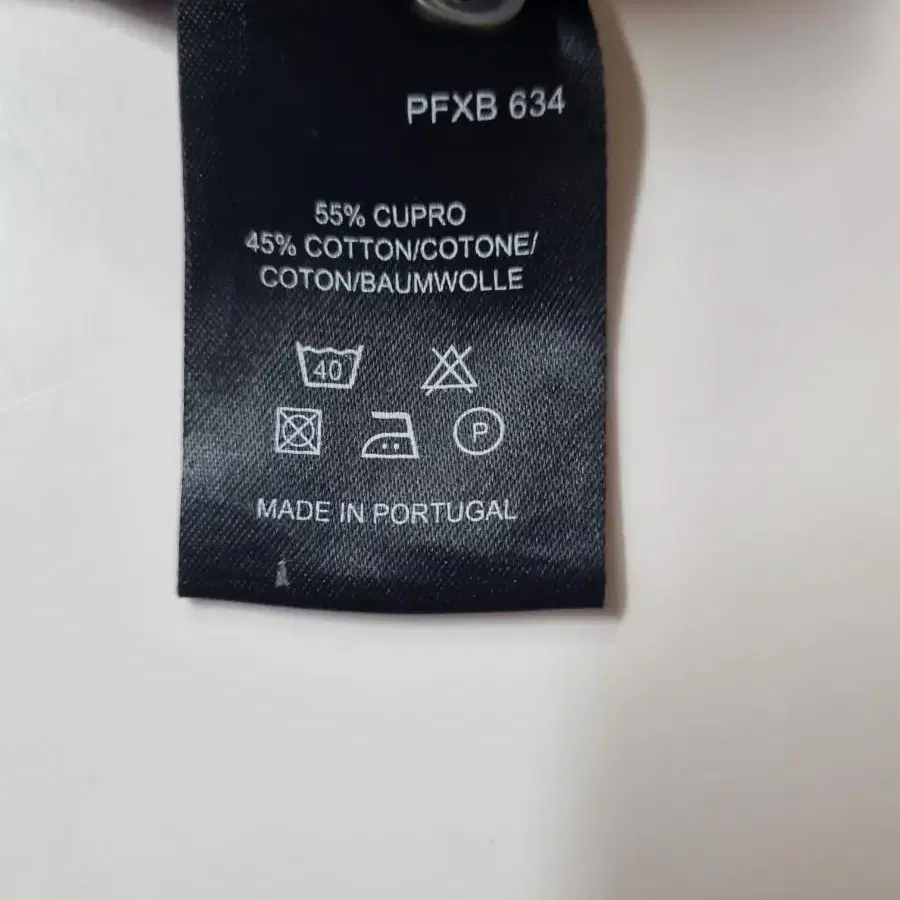 PFXB 634
55% CUPRO
45% COTTON/COTONE/
COTON/BAUMWOLLE
40
P
MADE IN PORTUGAL